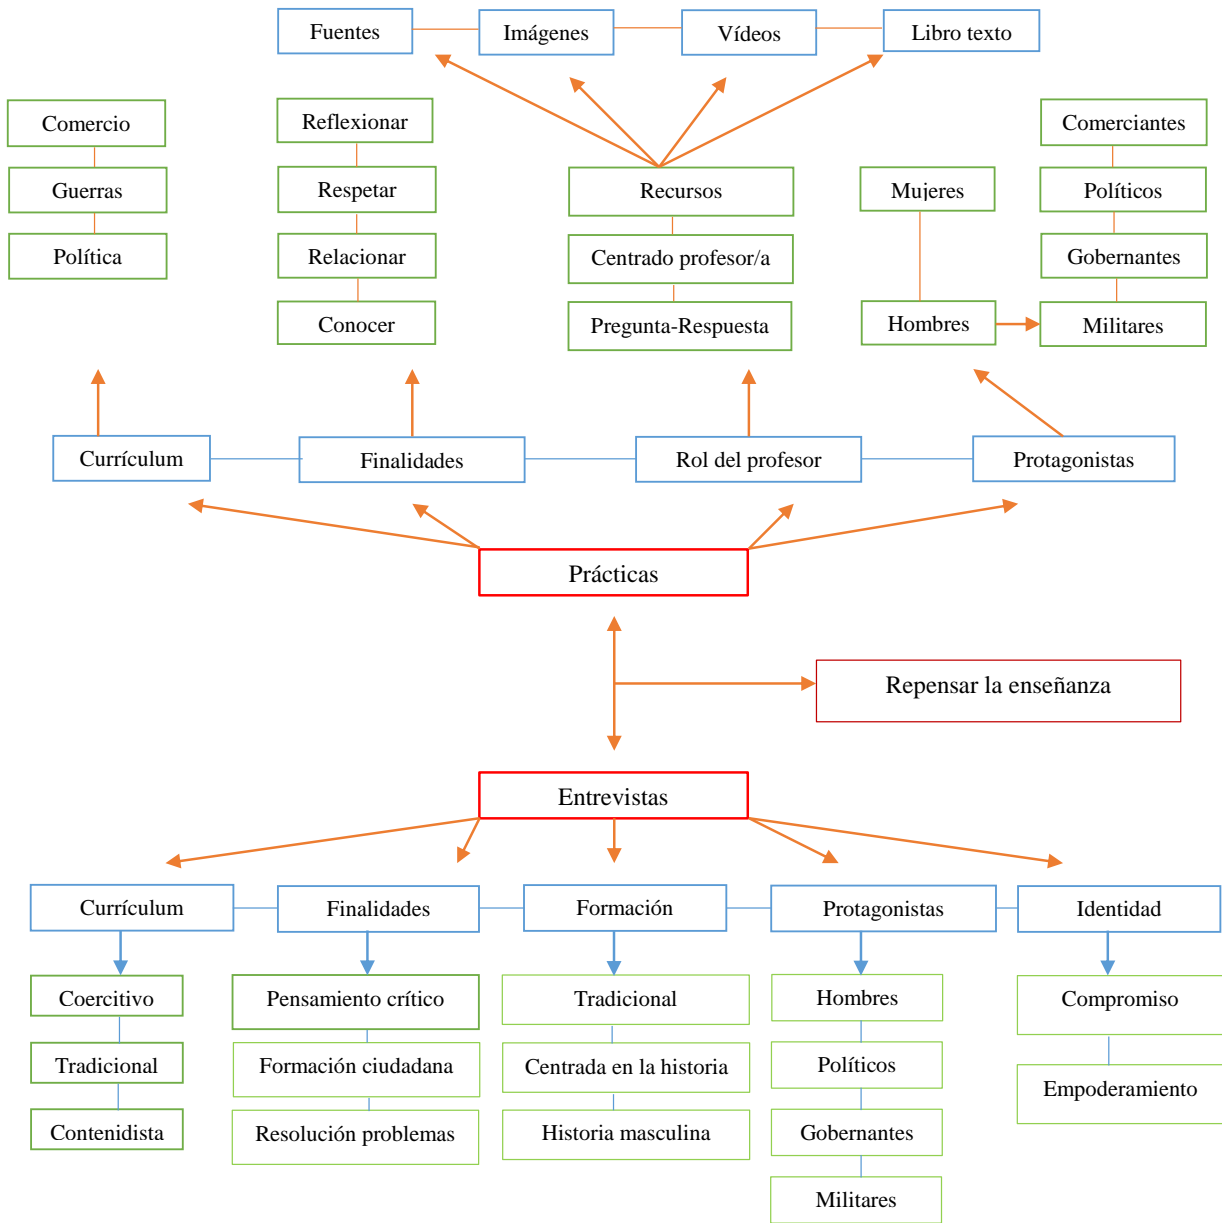 Fuentes
Imágenes
Vídeos
Libro texto
Comercio
Guerras
Política
Reflexionar
Respetar
Relacionar
Conocer
Recursos
Centrado profesor/a
Pregunta-Respuesta
Mujeres
Hombres
Comerciantes
Políticos
Gobernantes
Militares
Currículum
Finalidades
Rol del profesor
Protagonistas
Prácticas
Repensar la enseñanza
Entrevistas
Currículum
Finalidades
Formación
Protagonistas
Identidad
Coercitivo
Tradicional
Contenidista
Pensamiento crítico
Formación ciudadana
Resolución problemas
Tradicional
Centrada en la historia
Historia masculina
Hombres
Políticos
Gobernantes
Militares
Compromiso
Empoderamiento